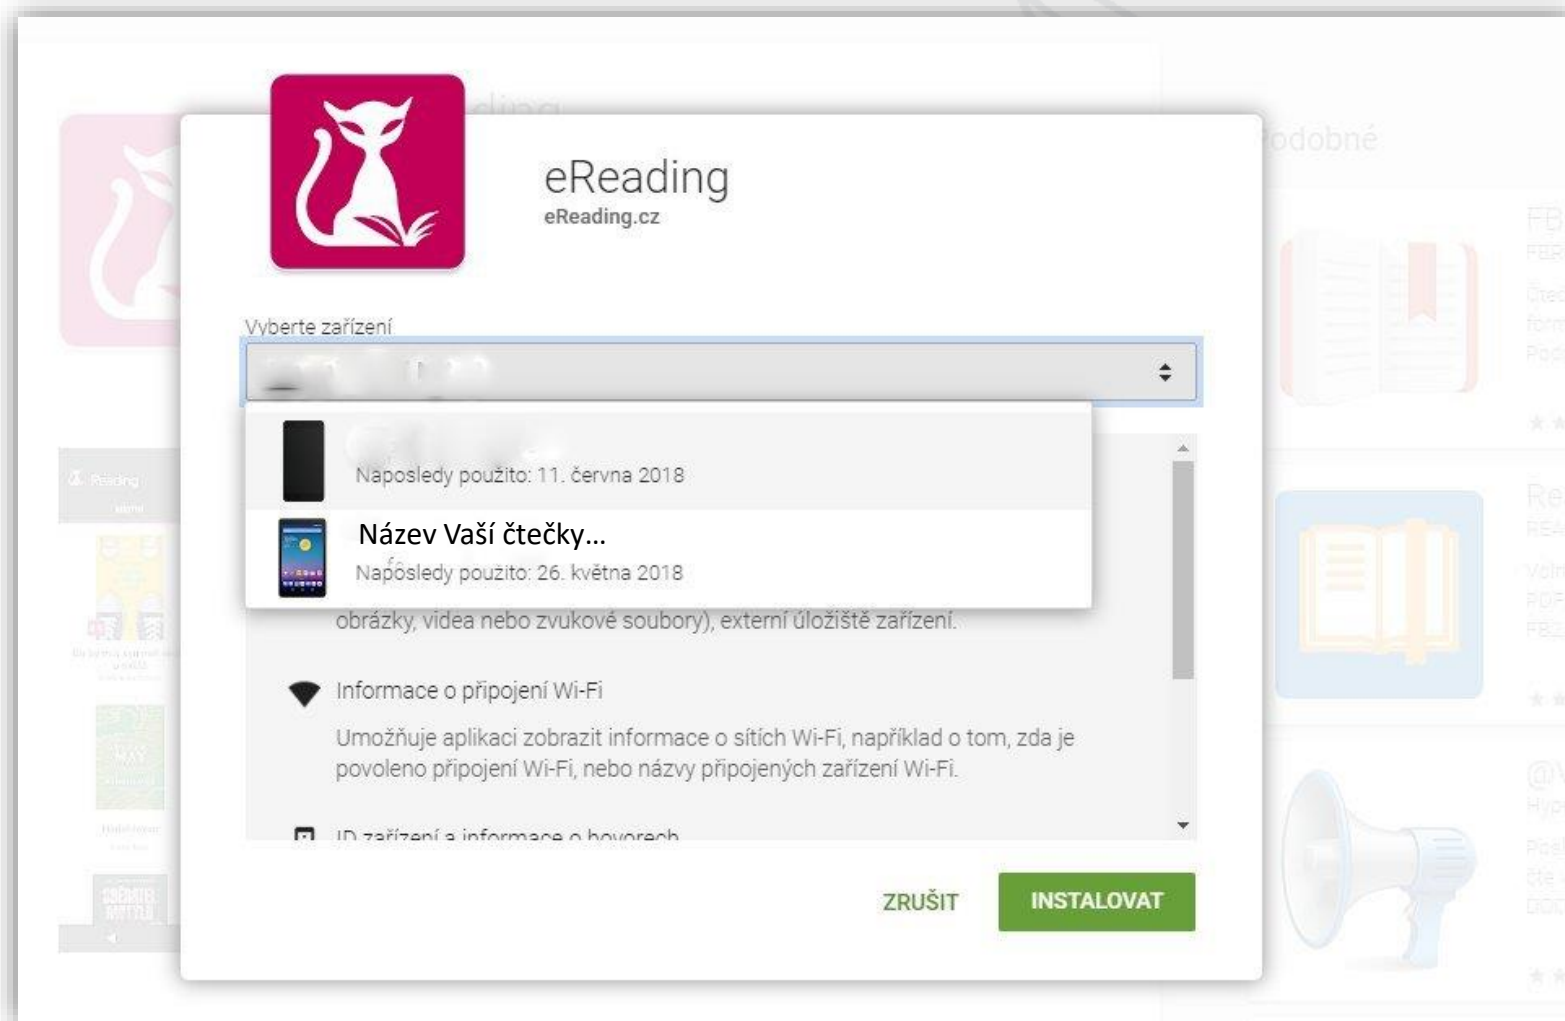 eReading
eReading.cz
Podobné
Vyberte zařízení
Naposledy použito: 11. června 2018
Název Vaší čtečky...
Naposledy použito: 26. května 2018
obrázky, videa nebo zvukové soubory), externí úložiště zařízení.
Informace o připojení Wi-Fi
Umožňuje aplikaci zobrazit informace o sítích Wi-Fi, například o tom, zda je
povoleno připojení Wi-Fi, nebo názvy připojených zařízení Wi-Fi.
ID zařízení a informace o hovorech
ZRUŠIT
INSTALOVAT